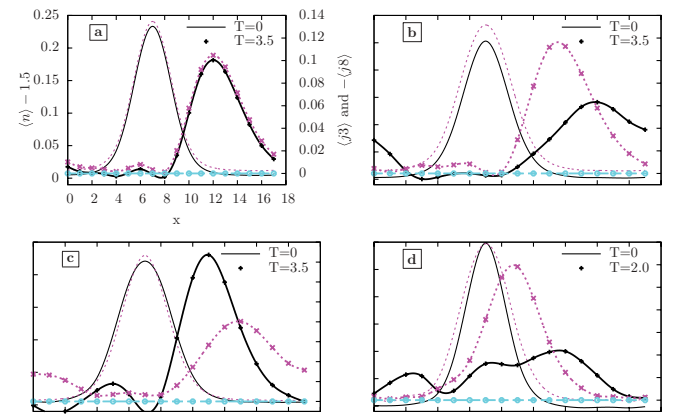 a
T=0
T=3.5
0.25
0.2
0.15
0.1
0.05
0
⟨n⟩ − 1.5
0.14
0.12
0.1
0.08
0.06
0.04
0.02
0
⟨j3⟩ and −⟨j8⟩
0 2 4 6 8 10 12 14 16 18
x
b
T=0
T=3.5
c
T=0
T=3.5
d
T=0
T=2.0